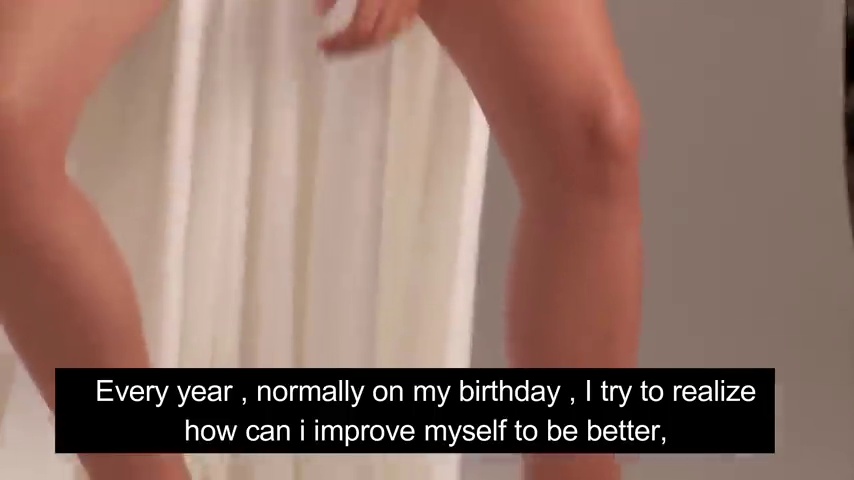 Every year , normally on my birthday , I try to realize
how can i improve myself to be better,